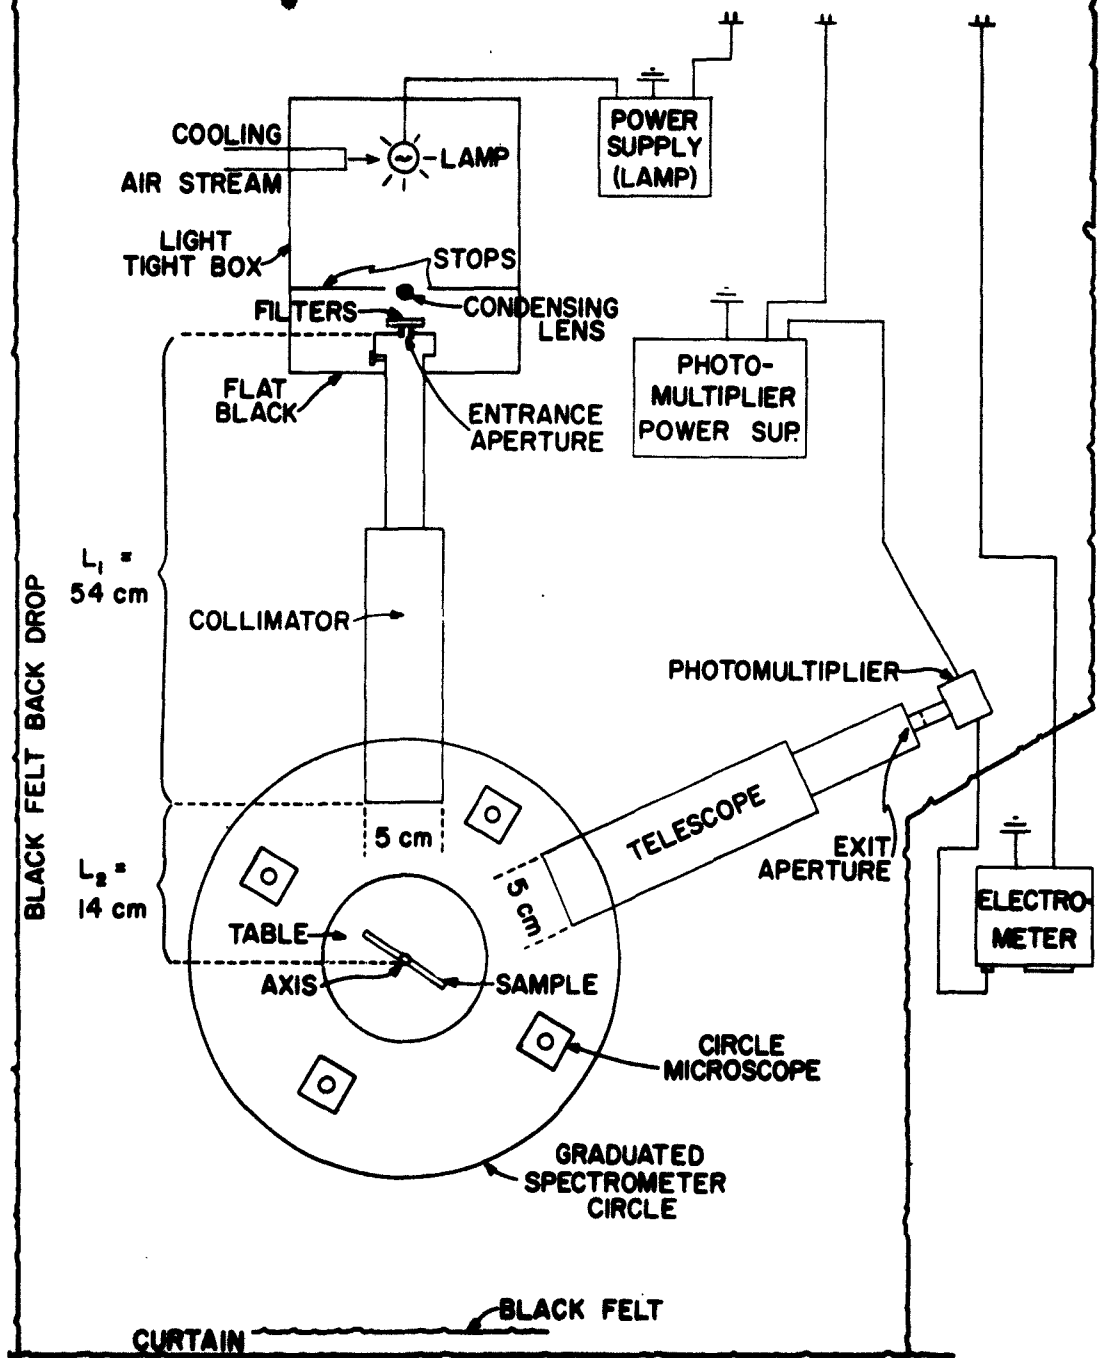 COOLING
AIR STREAM
LAMP
POWER
SUPPLY
(LAMP)
LIGHT
TIGHT BOX
STOPS
FILTERS
CONDENSING
LENS
FLAT
BLACK
ENTRANCE
APERTURE
PHOTO-
MULTIPLIER
POWER SUP.
L₁ =
54 cm
COLLIMATOR
BLACK FELT BACK DROP
PHOTOMULTIPLIER
TELESCOPE
5 cm
5 cm
EXIT
APERTURE
L₂ =
14 cm
ELECTRO-
METER
TABLE
AXIS
SAMPLE
CIRCLE
MICROSCOPE
GRADUATED
SPECTROMETER
CIRCLE
BLACK FELT
CURTAIN